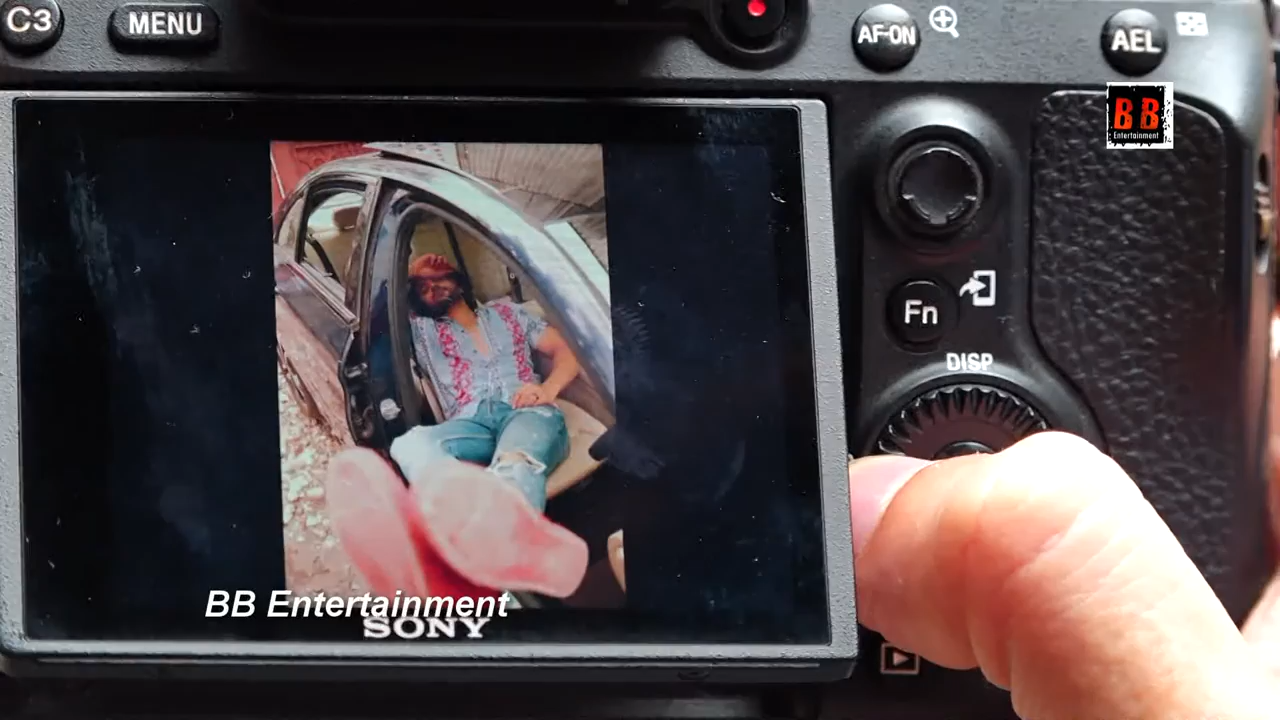 C3
MENU
AF-ON
AEL
BB
Entertainment
Fn
DISP
BB Entertainment
SONY